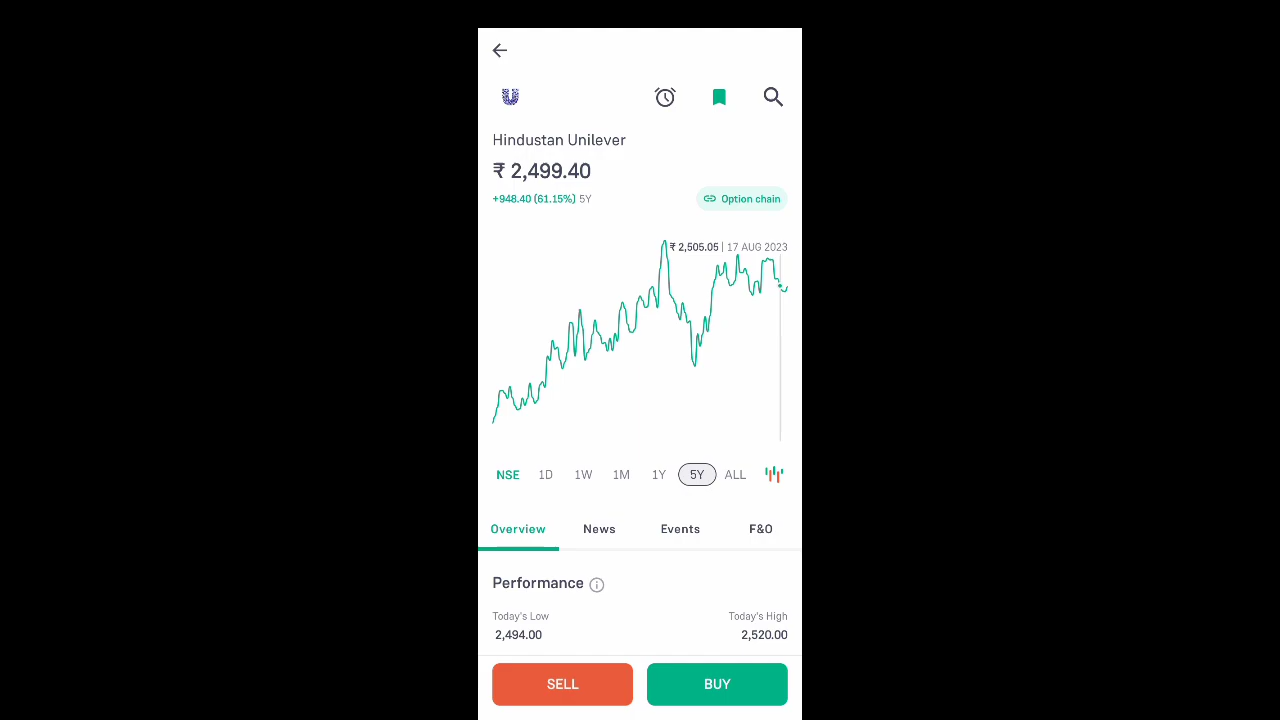 Hindustan Unilever
₹ 2,499.40
+948.40 (61.15%) 5Y
Option chain
₹ 2,505.05 | 17 AUG 2023
NSE 1D 1W 1M 1Y 5Y ALL
Overview News Events F&O
Performance
Today's Low Today's High
2,494.00 2,520.00
SELL BUY